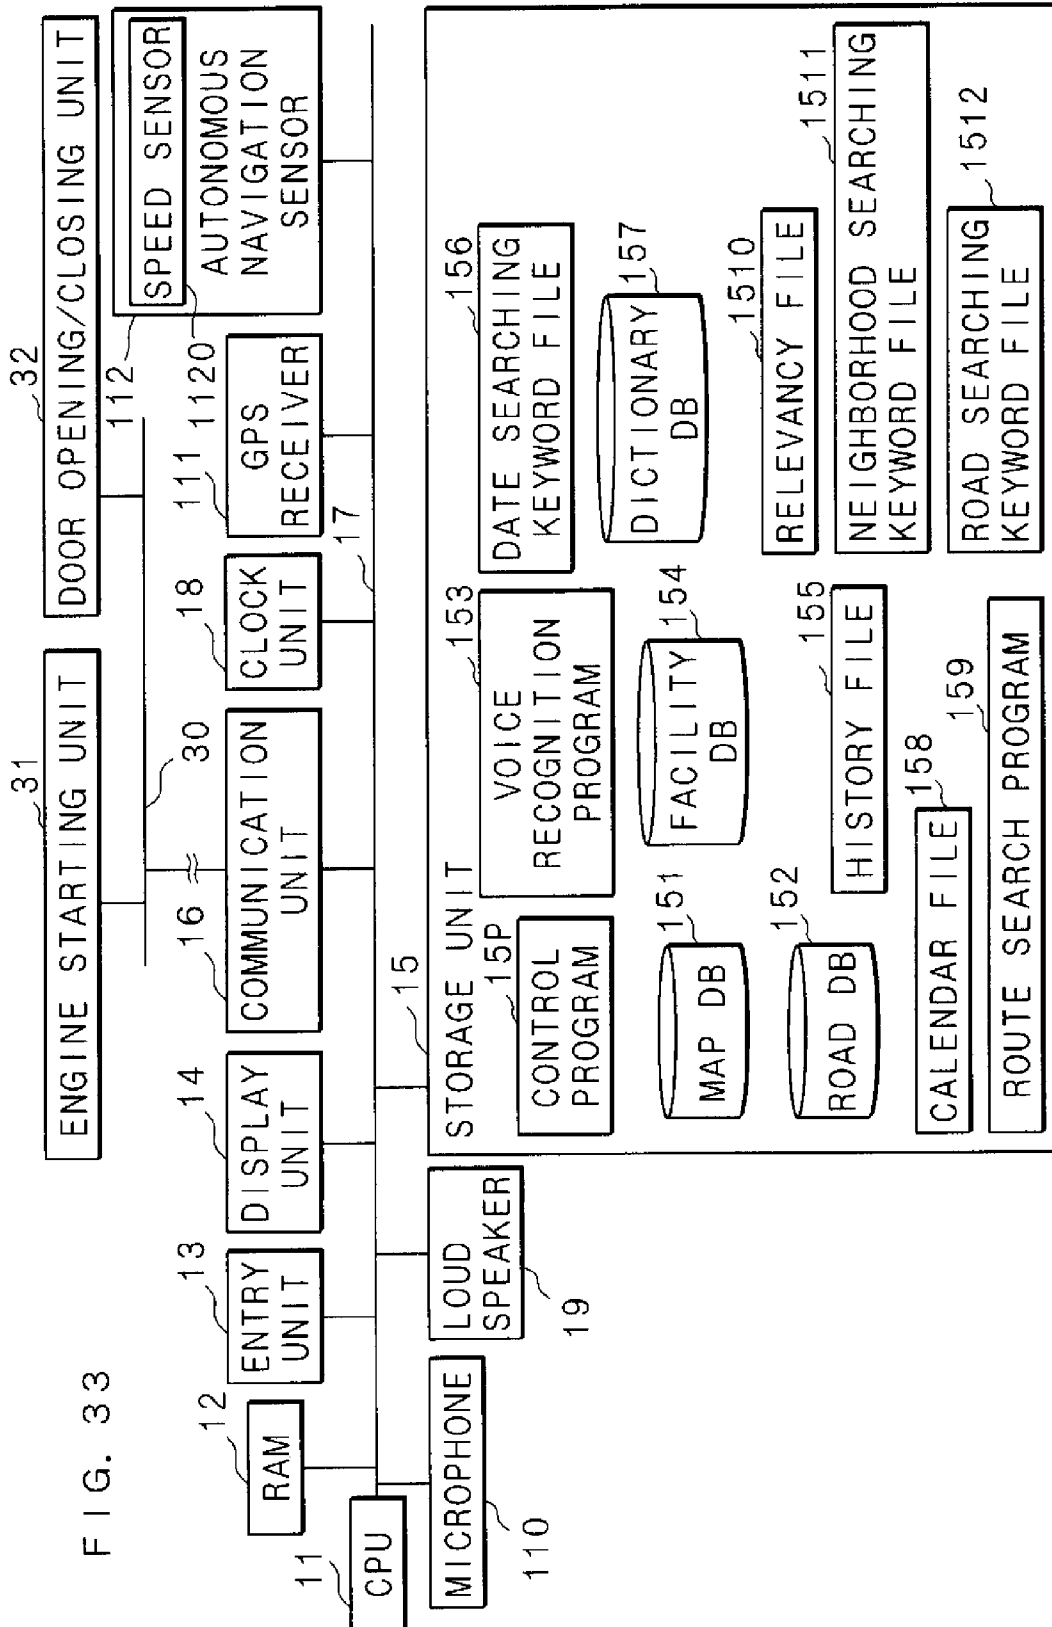 FIG. 33
31
ENGINE STARTING UNIT
32
DOOR OPENING/CLOSING UNIT
30
11
CPU
12
RAM
13
ENTRY
UNIT
14
DISPLAY
UNIT
16
COMMUNICATION
UNIT
18
CLOCK
UNIT
111
GPS
RECEIVER
112
1120
SPEED SENSOR
AUTONOMOUS
NAVIGATION
SENSOR
17
MICROPHONE
110
LOUD
SPEAKER
19
15
STORAGE UNIT
15P
CONTROL
PROGRAM
153
VOICE
RECOGNITION
PROGRAM
156
DATE SEARCHING
KEYWORD FILE
151
MAP DB
154
FACILITY
DB
157
DICTIONARY
DB
152
ROAD DB
155
HISTORY FILE
1510
RELEVANCY FILE
1511
NEIGHBORHOOD SEARCHING
KEYWORD FILE
158
CALENDAR FILE
159
ROUTE SEARCH PROGRAM
1512
ROAD SEARCHING
KEYWORD FILE